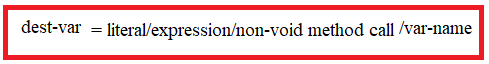 dest-var = literal/expression/non-void method call /var-name